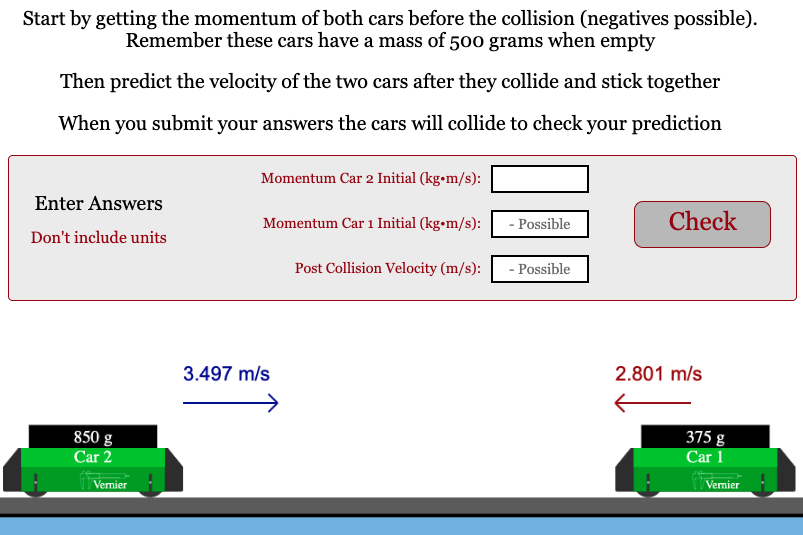 Start by getting the momentum of both cars before the collision (negatives possible).
Remember these cars have a mass of 500 grams when empty
Then predict the velocity of the two cars after they collide and stick together
When you submit your answers the cars will collide to check your prediction
Enter Answers
Don't include units
Momentum Car 2 Initial (kg•m/s):
Momentum Car 1 Initial (kg•m/s):
- Possible
Post Collision Velocity (m/s):
- Possible
Check
3.497 m/s
2.801 m/s
850 g
Car 2
Vernier
375 g
Car 1
Vernier